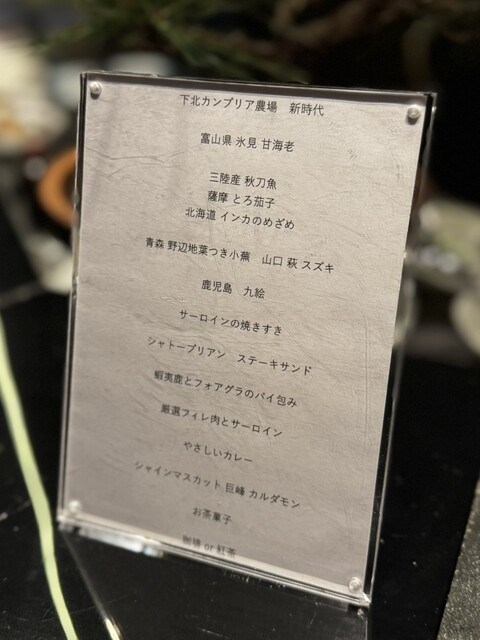 下北カンブリア農場　新時代
富山県 氷見 甘海老
三陸産 秋刀魚
薩摩 とろ茄子
北海道 インカのめざめ
青森 野辺地葉つき小蕪　山口 萩 スズキ
鹿児島　九絵
サーロインの焼きすき
シャトーブリアン　ステーキサンド
蝦夷鹿とフォアグラのパイ包み
厳選フィレ肉とサーロイン
やさしいカレー
シャインマスカット 巨峰 カルダモン
お茶菓子
珈琲 or 紅茶